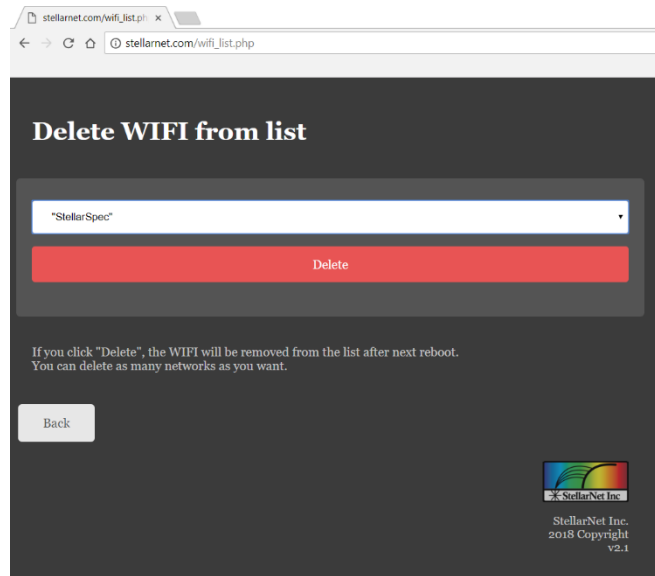 stellarnet.com/wifi_list.ph
stellarnet.com/wifi_list.php
Delete WIFI from list
"StellarSpec"
Delete
If you click "Delete", the WIFI will be removed from the list after next reboot.
You can delete as many networks as you want.
Back
StellarNet Inc
StellarNet Inc.
2018 Copyright
v2.1